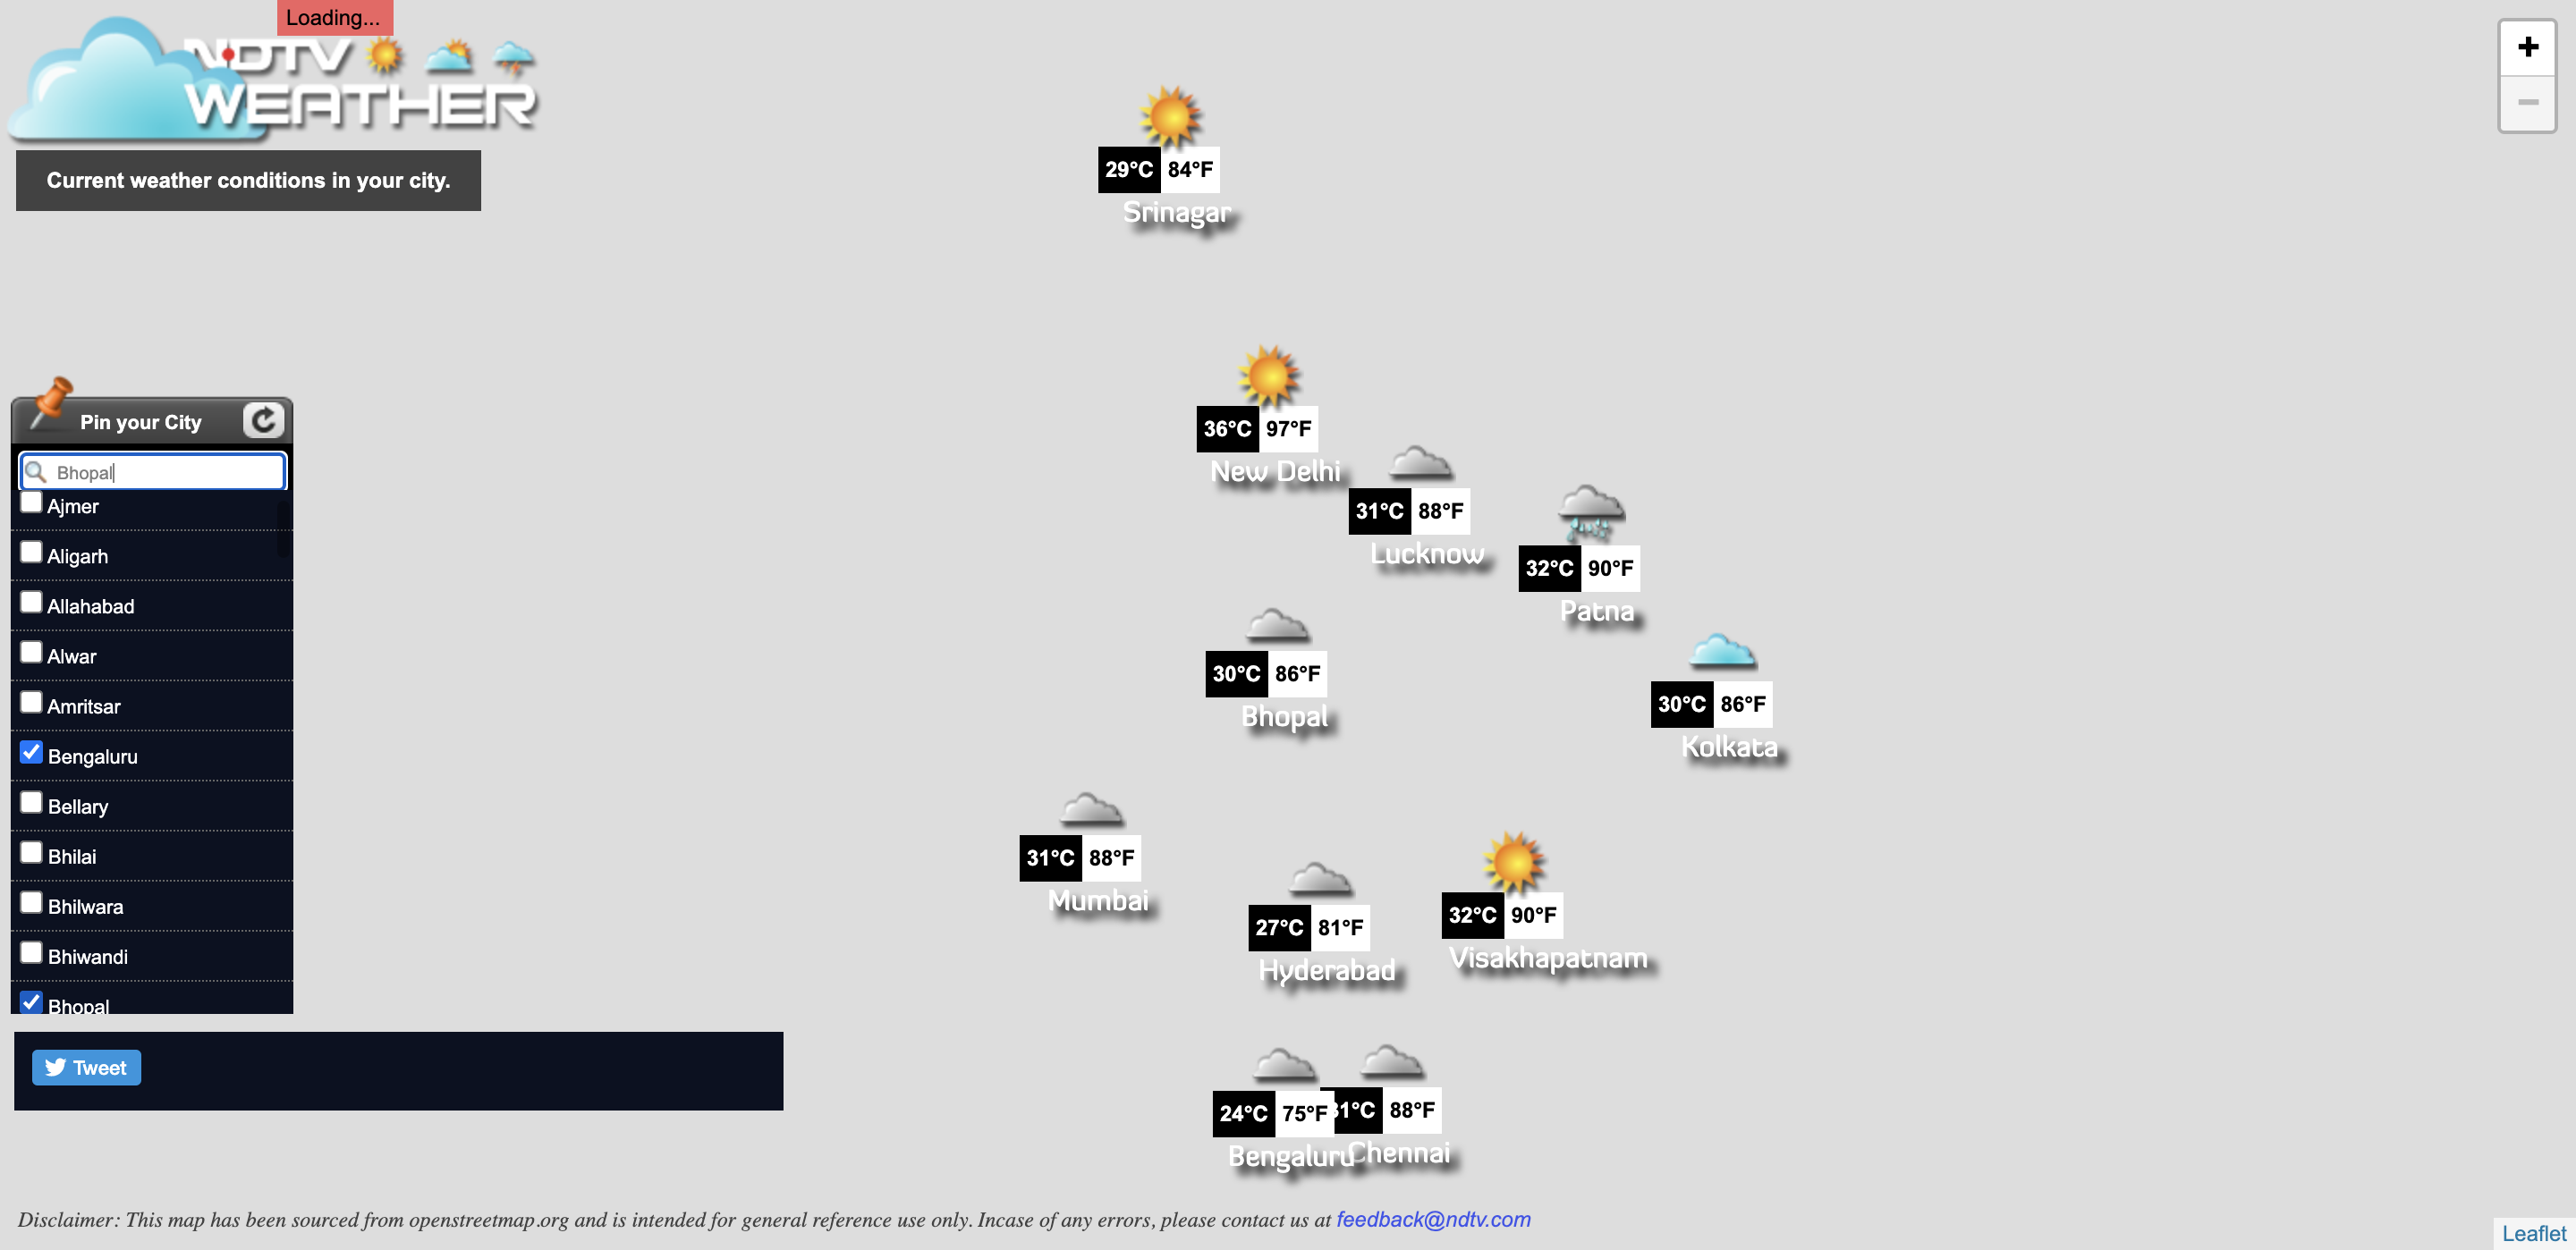 Loading...
NDTV
WEATHER
Current weather conditions in your city.
29°C 84°F
Srinagar
36°C 97°F
New Delhi
31°C 88°F
Lucknow
32°C 90°F
Patna
30°C 86°F
Bhopal
30°C 86°F
Kolkata
31°C 88°F
Mumbai
27°C 81°F
Hyderabad
32°C 90°F
Visakhapatnam
24°C 75°F
Bengaluru
31°C 88°F
Chennai
Pin your City
Bhopal
Ajmer
Aligarh
Allahabad
Alwar
Amritsar
Bengaluru
Bellary
Bhilai
Bhilwara
Bhiwandi
Bhopal
Tweet
Disclaimer: This map has been sourced from openstreetmap.org and is intended for general reference use only. Incase of any errors, please contact us at feedback@ndtv.com
Leaflet